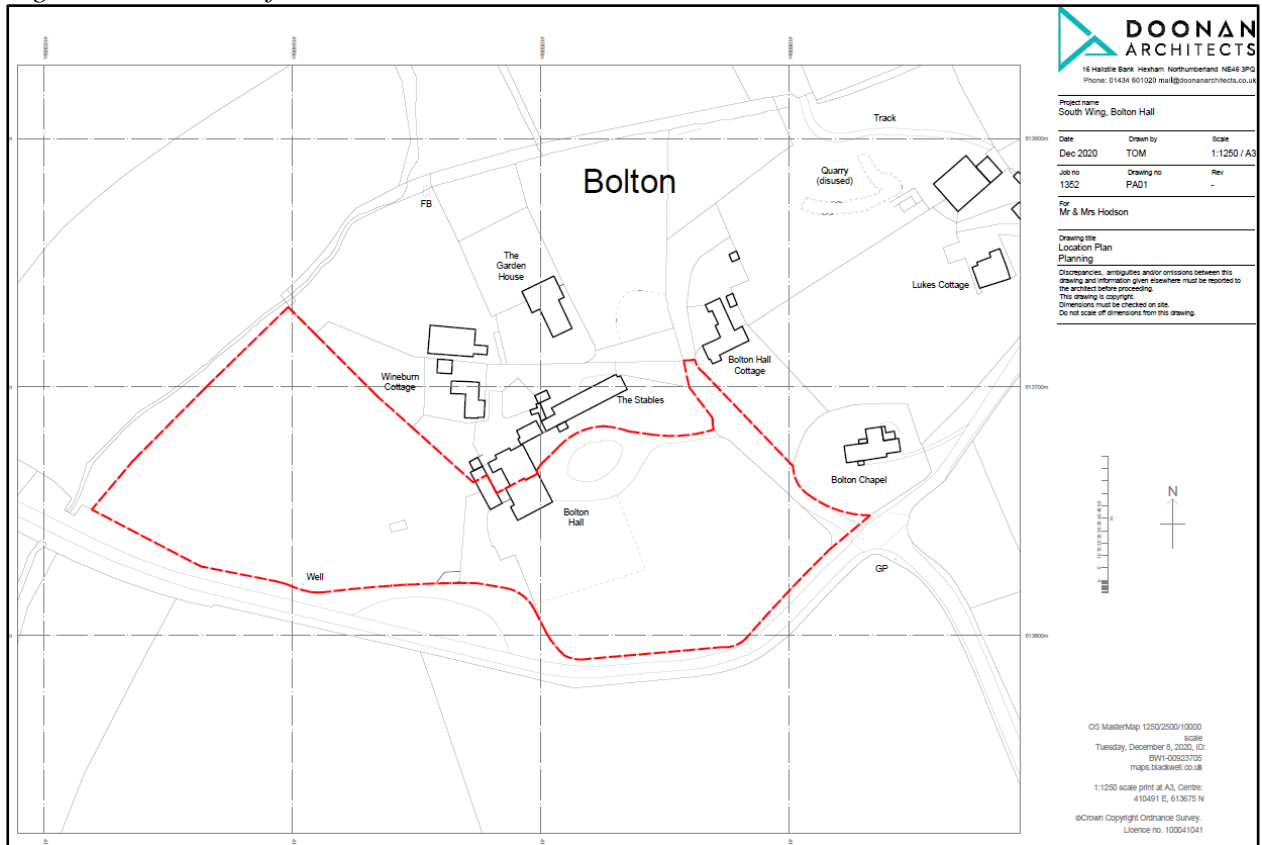 Bolton
Track
Quarry
(disused)
FB
The
Garden
House
Lukes Cottage
Wineburn
Cottage
The Stables
Bolton Hall
Cottage
Bolton Chapel
Bolton
Hall
Well
GP
613800m
613700m
613600m
N
DOONAN
ARCHITECTS
16 Hallstile Bank Hexham Northumberland NE46 3PQ
Phone: 01434 601020 mail@doonanarchitects.co.uk
Project name
South Wing, Bolton Hall
Date Drawn by Scale
Dec 2020 TOM 1:1250 / A3
Job no Drawing no Rev
1352 PA01 -
For
Mr & Mrs Hodson
Drawing title
Location Plan
Planning
Discrepancies, ambiguities and/or omissions between this
drawing and information given elsewhere must be reported to
the architect before proceeding.
This drawing is copyright.
Dimensions must be checked on site.
Do not scale off dimensions from this drawing.
OS MasterMap 1250/2500/10000
scale
Tuesday, December 8, 2020, ID:
BW1-00923705
maps.blackwell.co.uk
1:1250 scale print at A3, Centre:
410491 E, 613675 N
©Crown Copyright Ordnance Survey.
Licence no. 100041041